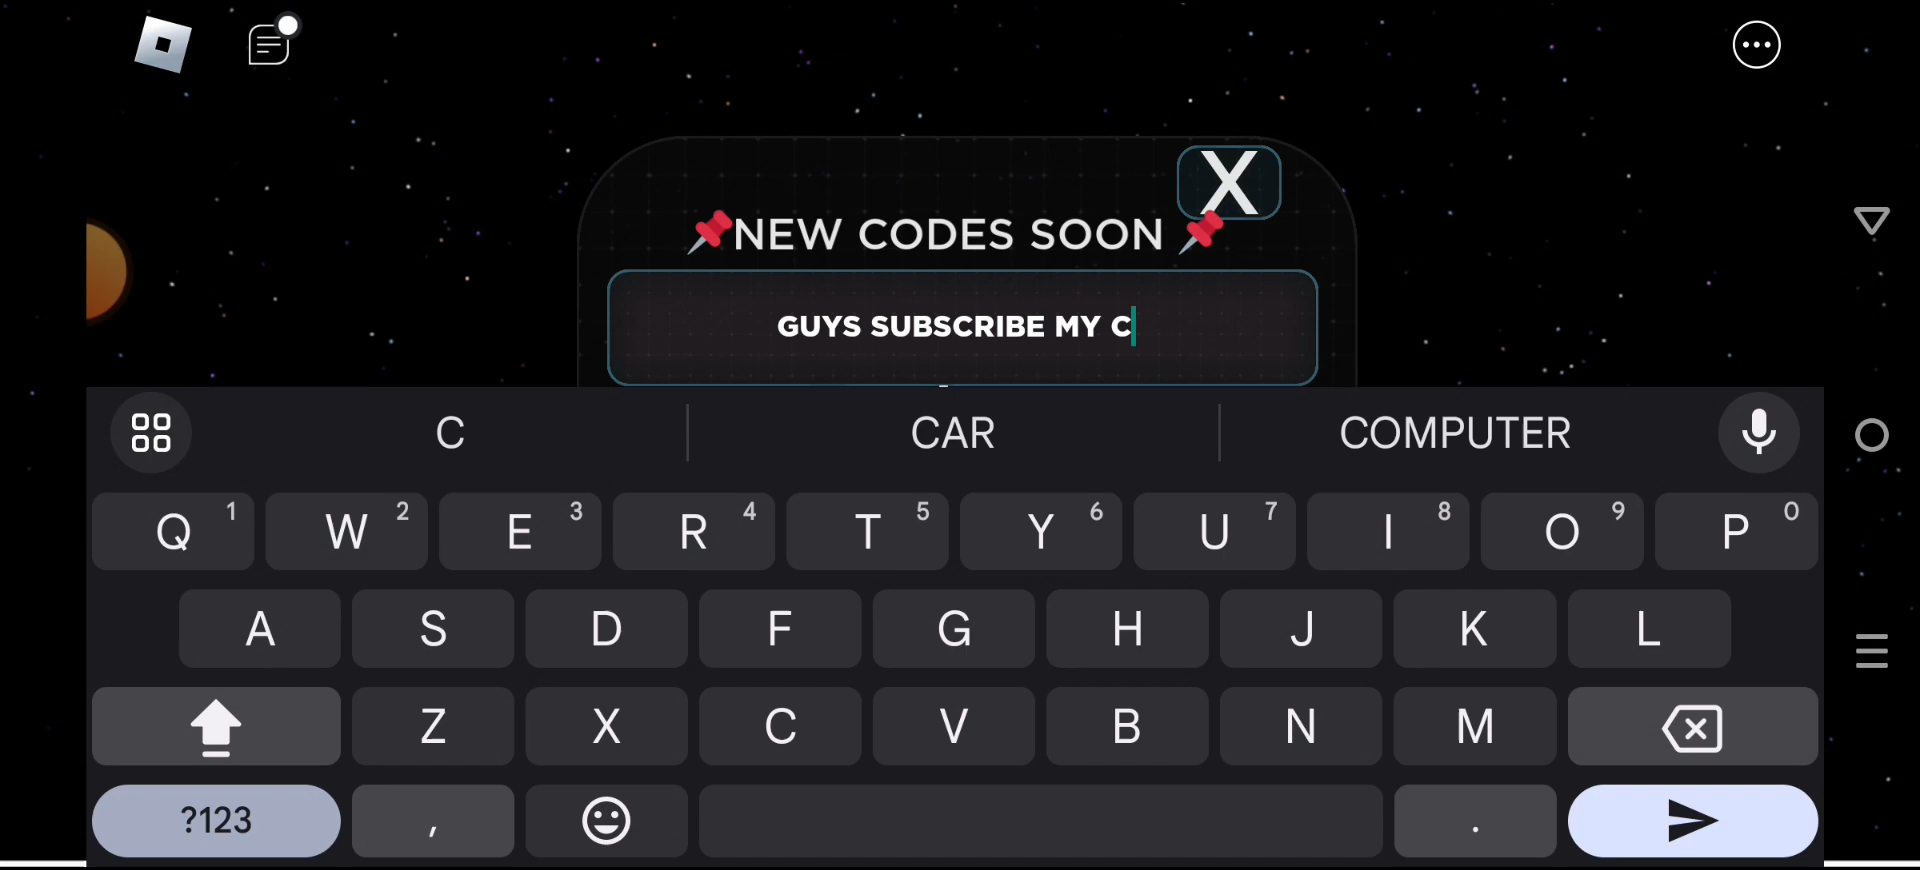 X
📌NEW CODES SOON 📌
GUYS SUBSCRIBE MY C
C CAR COMPUTER
Q 1 W 2 E 3 R 4 T 5 Y 6 U 7 I 8 O 9 P 0
A S D F G H J K L
Z X C V B N M
?123 , .